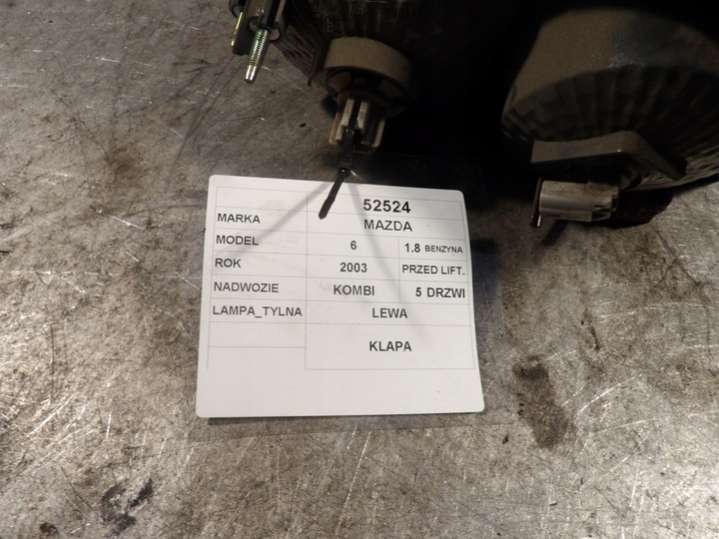 52524
MARKA MAZDA
MODEL 6 1.8 BENZYNA
ROK 2003 PRZED LIFT.
NADWOZIE KOMBI 5 DRZWI
LAMPA_TYLNA LEWA
KLAPA